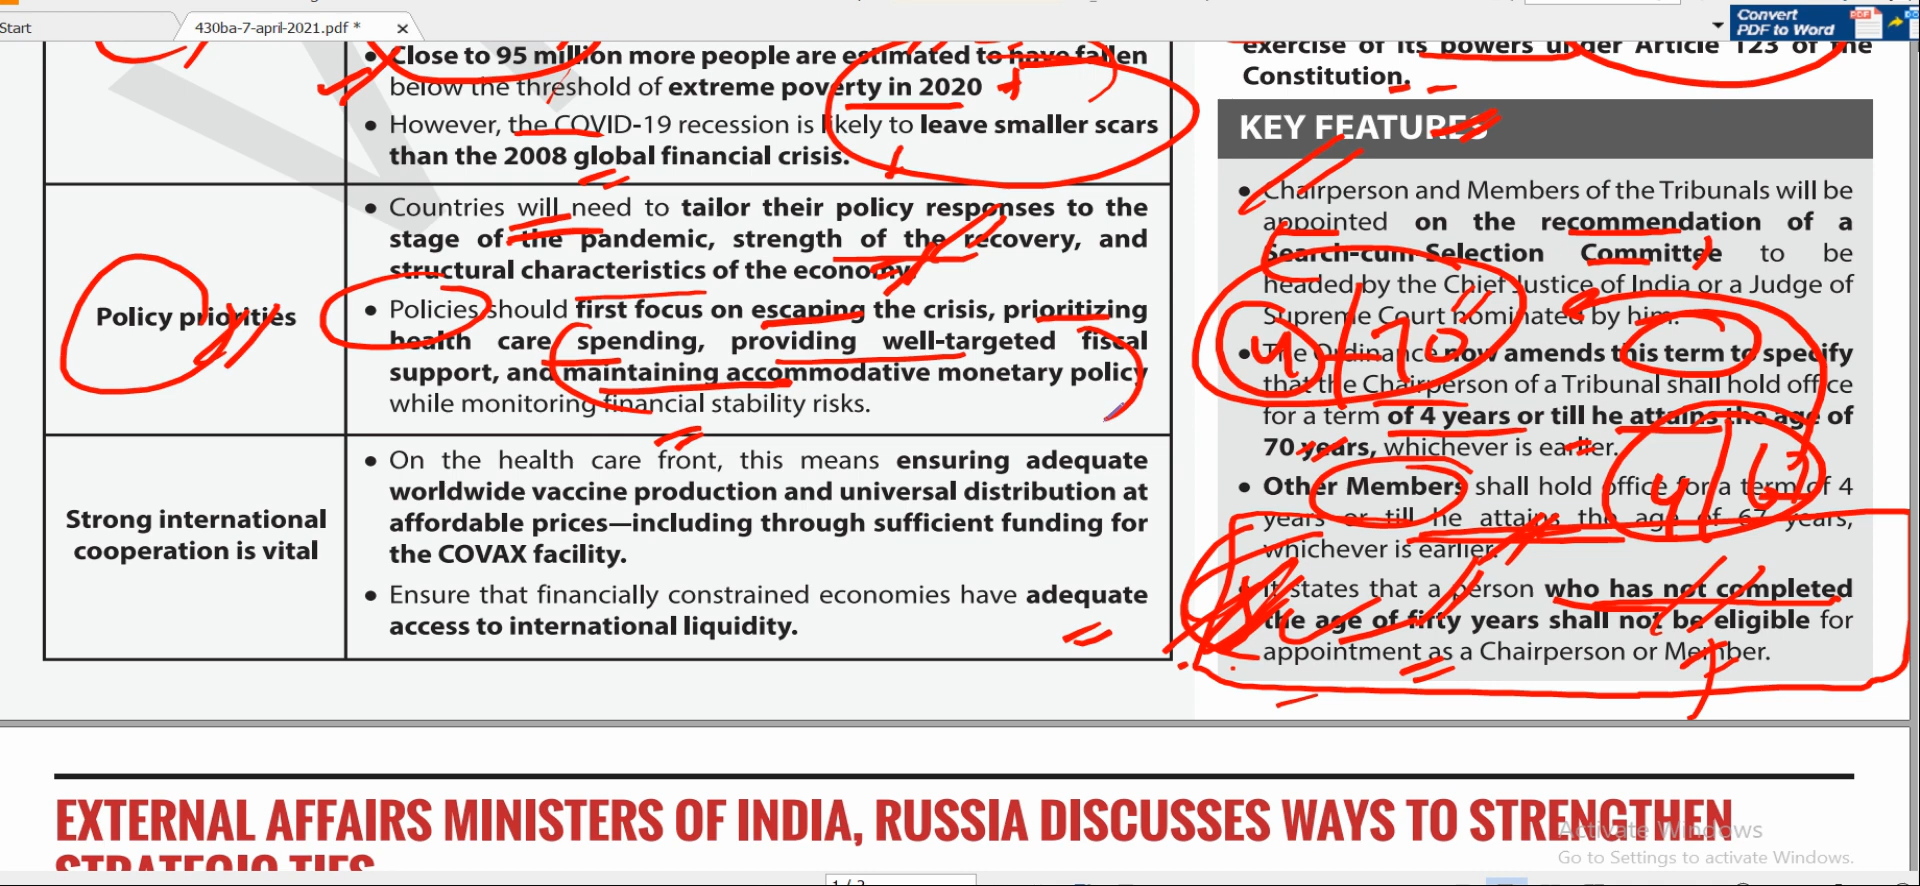 Start
430ba-7-april-2021.pdf *
Convert
PDF to Word
Close to 95 million more people are estimated to have fallen
below the threshold of extreme poverty in 2020
However, the COVID-19 recession is likely to leave smaller scars
than the 2008 global financial crisis.
Policy priorities
Countries will need to tailor their policy responses to the
stage of the pandemic, strength of the recovery, and
structural characteristics of the economy.
Policies should first focus on escaping the crisis, prioritizing
health care spending, providing well-targeted fiscal
support, and maintaining accommodative monetary policy
while monitoring financial stability risks.
Strong international
cooperation is vital
On the health care front, this means ensuring adequate
worldwide vaccine production and universal distribution at
affordable prices—including through sufficient funding for
the COVAX facility.
Ensure that financially constrained economies have adequate
access to international liquidity.
exercise of its powers under Article 123 of the
Constitution.
KEY FEATURES
Chairperson and Members of the Tribunals will be
appointed on the recommendation of a
Search-cum-Selection Committee to be
headed by the Chief Justice of India or a Judge of
Supreme Court nominated by him.
The Ordinance now amends this term to specify
that the Chairperson of a Tribunal shall hold office
for a term of 4 years or till he attains the age of
70 years, whichever is earlier.
Other Members shall hold office for a term of 4
years or till he attains the age of 67 years,
whichever is earlier.
It states that a person who has not completed
the age of fifty years shall not be eligible for
appointment as a Chairperson or Member.
4/70
EXTERNAL AFFAIRS MINISTERS OF INDIA, RUSSIA DISCUSSES WAYS TO STRENGTHEN
STRATEGIC TIES
Activate Windows
Go to Settings to activate Windows.